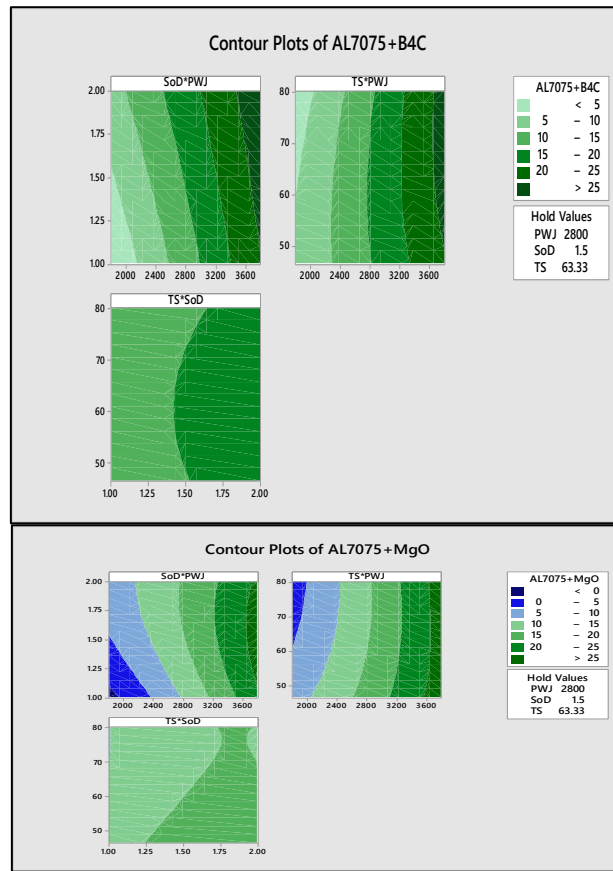 Contour Plots of AL7075+B4C
SoD*PWJ
TS*PWJ
2.00
1.75
1.50
1.25
1.00
2000 2400 2800 3200 3600
80
70
60
50
2000 2400 2800 3200 3600
AL7075+B4C
< 5
5 – 10
10 – 15
15 – 20
20 – 25
> 25
Hold Values
PWJ 2800
SoD 1.5
TS 63.33
TS*SoD
80
70
60
50
1.00 1.25 1.50 1.75 2.00
Contour Plots of AL7075+MgO
SoD*PWJ
TS*PWJ
2.00
1.75
1.50
1.25
1.00
2000 2400 2800 3200 3600
80
70
60
50
2000 2400 2800 3200 3600
AL7075+MgO
< 0
0 – 5
5 – 10
10 – 15
15 – 20
20 – 25
> 25
Hold Values
PWJ 2800
SoD 1.5
TS 63.33
TS*SoD
80
70
60
50
1.00 1.25 1.50 1.75 2.00